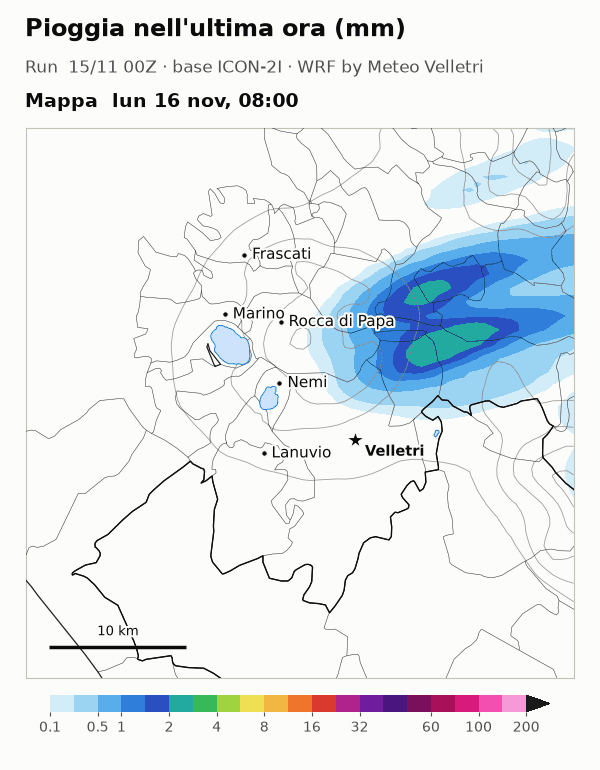 Pioggia nell'ultima ora (mm)
Run  15/11 00Z · base ICON-2I · WRF by Meteo Velletri
Mappa  lun 16 nov, 08:00
Frascati
Marino
Rocca di Papa
Nemi
Velletri
Lanuvio
10 km
0.1 0.5 1 2 4 8 16 32 60 100 200